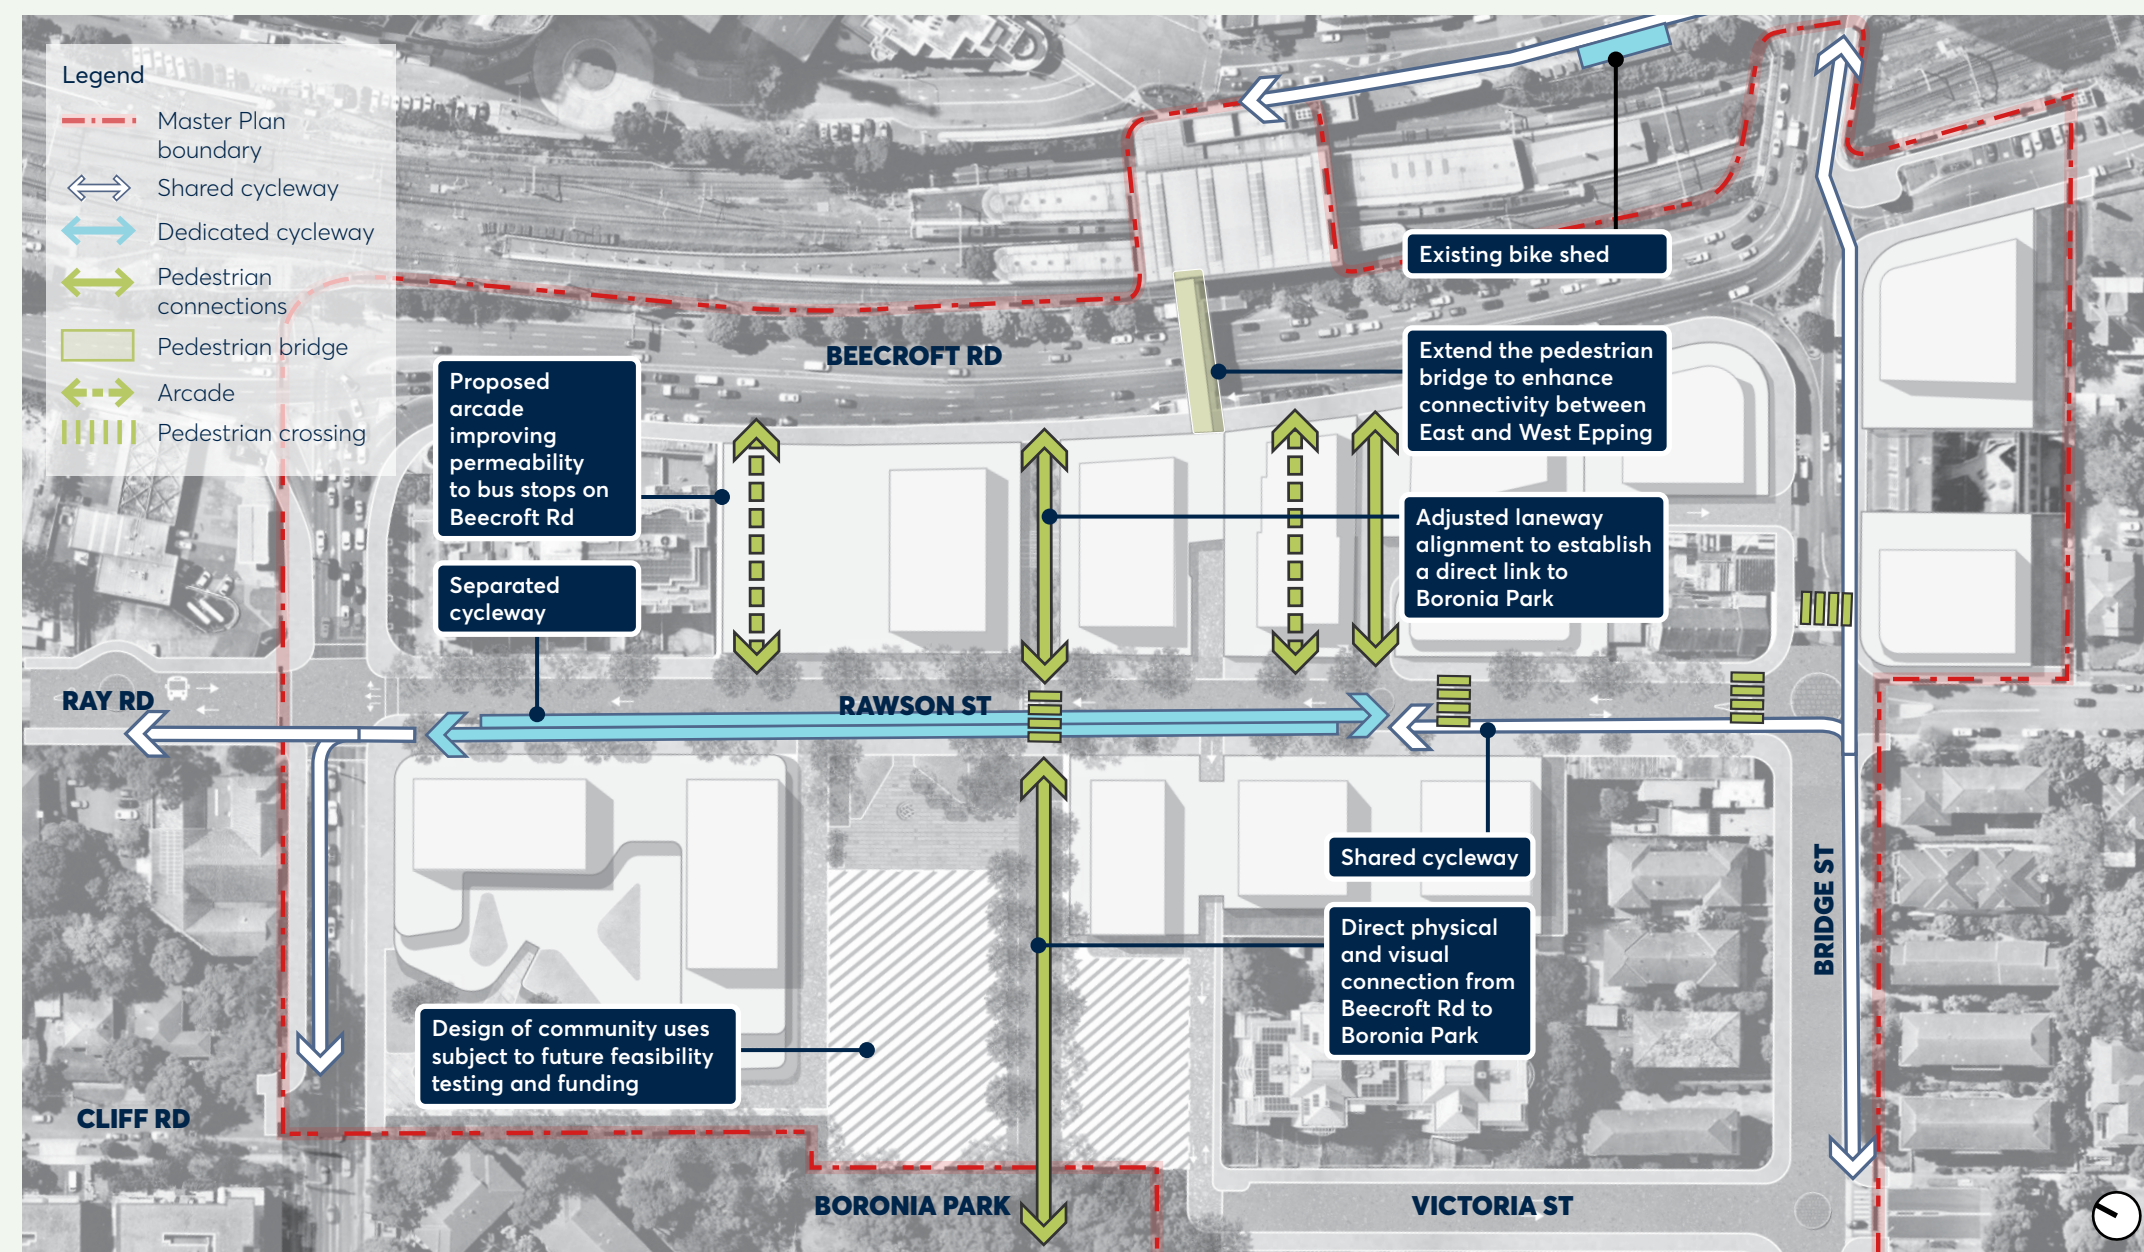 Legend
Master Plan
boundary
Shared cycleway
Dedicated cycleway
Pedestrian
connections
Pedestrian bridge
Arcade
Pedestrian crossing
Existing bike shed
BEECROFT RD
Extend the pedestrian
bridge to enhance
connectivity between
East and West Epping
Proposed
arcade
improving
permeability
to bus stops on
Beecroft Rd
Adjusted laneway
alignment to establish
a direct link to
Boronia Park
Separated
cycleway
RAY RD
RAWSON ST
Shared cycleway
BRIDGE ST
Direct physical
and visual
connection from
Beecroft Rd to
Boronia Park
Design of community uses
subject to future feasibility
testing and funding
CLIFF RD
BORONIA PARK
VICTORIA ST